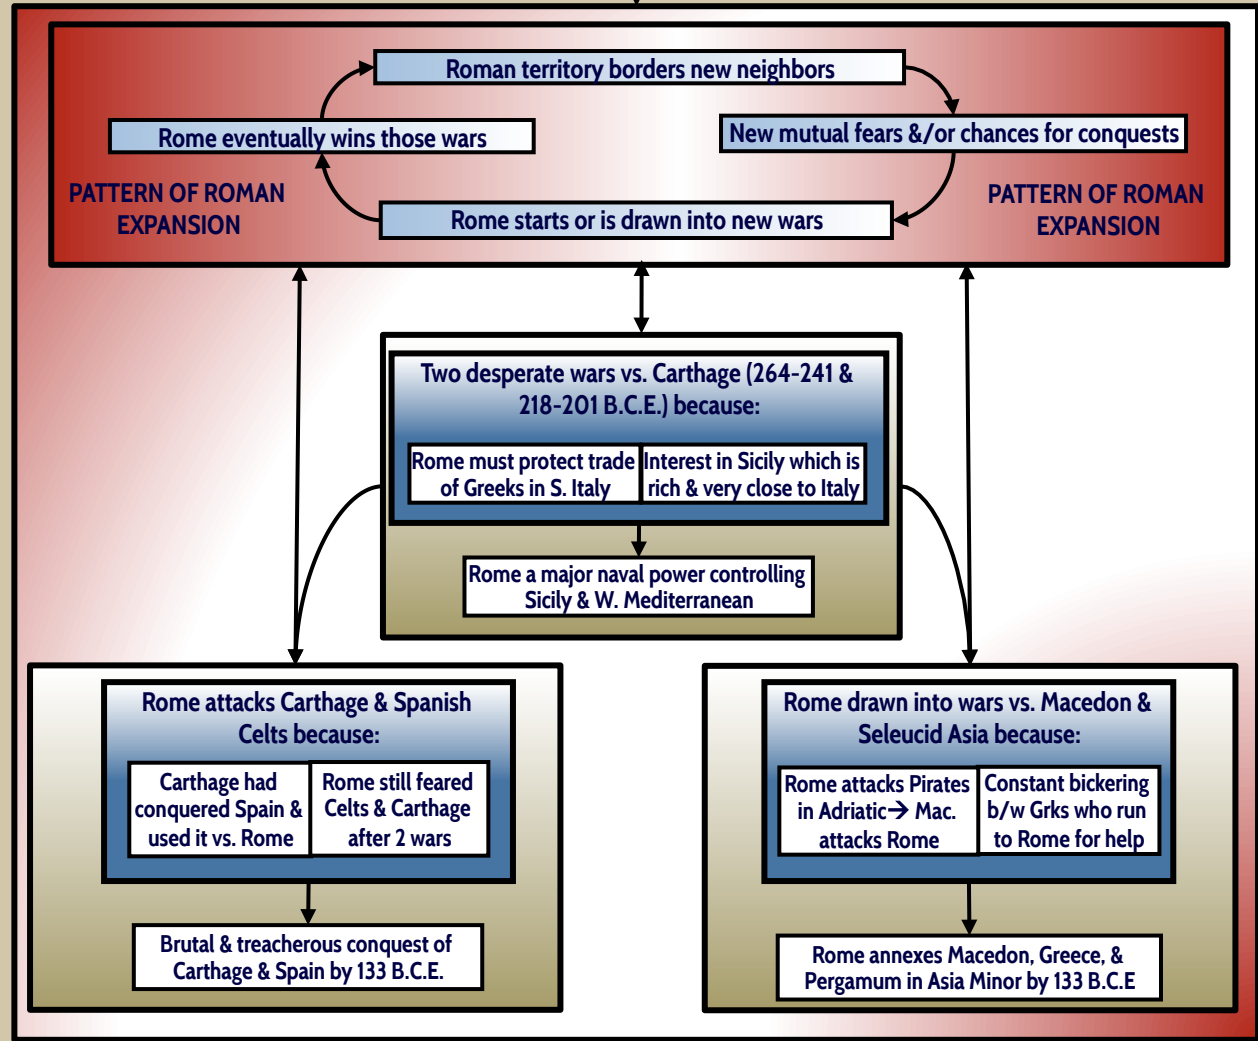 Roman territory borders new neighbors
Rome eventually wins those wars
New mutual fears &/or chances for conquests
PATTERN OF ROMAN
EXPANSION
Rome starts or is drawn into new wars
PATTERN OF ROMAN
EXPANSION
Two desperate wars vs. Carthage (264-241 &
218-201 B.C.E.) because:
Rome must protect trade
of Greeks in S. Italy
Interest in Sicily which is
rich & very close to Italy
Rome a major naval power controlling
Sicily & W. Mediterranean
Rome attacks Carthage & Spanish
Celts because:
Carthage had
conquered Spain &
used it vs. Rome
Rome still feared
Celts & Carthage
after 2 wars
Brutal & treacherous conquest of
Carthage & Spain by 133 B.C.E.
Rome drawn into wars vs. Macedon &
Seleucid Asia because:
Rome attacks Pirates
in Adriatic→ Mac.
attacks Rome
Constant bickering
b/w Grks who run
to Rome for help
Rome annexes Macedon, Greece, &
Pergamum in Asia Minor by 133 B.C.E